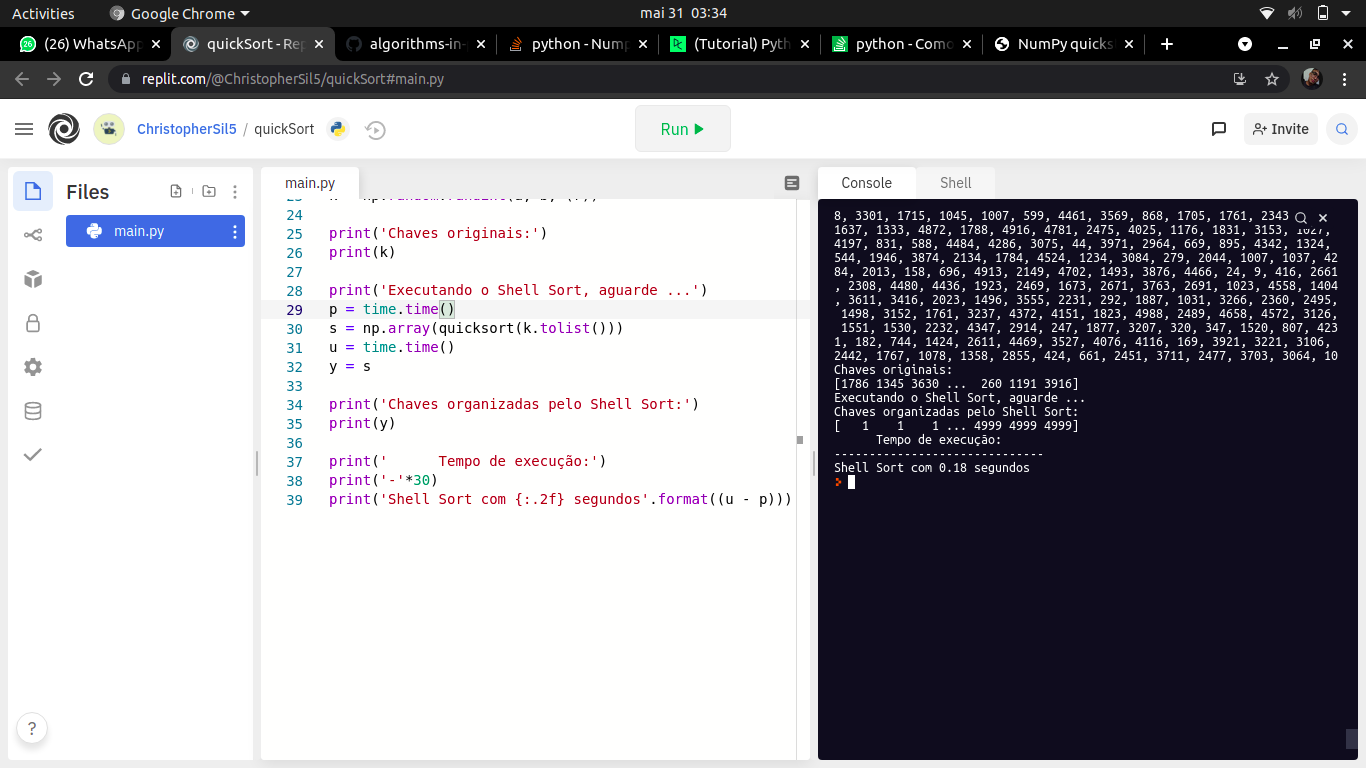 Activities
Google Chrome
mai 31 03:34
(26) WhatsApp
quickSort - Rep
algorithms-in-p
python - Nump
(Tutorial) Pyth
python - Como
NumPy quickso
replit.com/@ChristopherSil5/quickSort#main.py
ChristopherSil5 / quickSort
Run
Invite
Files
main.py
main.py
24
25 print('Chaves originais:')
26 print(k)
27
28 print('Executando o Shell Sort, aguarde ...')
29 p = time.time()
30 s = np.array(quicksort(k.tolist()))
31 u = time.time()
32 y = s
33
34 print('Chaves organizadas pelo Shell Sort:')
35 print(y)
36
37 print('      Tempo de execução:')
38 print('-'*30)
39 print('Shell Sort com {:.2f} segundos'.format((u - p)))
Console
Shell
8, 3301, 1715, 1045, 1007, 599, 4461, 3569, 868, 1705, 1761, 2343
1637, 1333, 4872, 1788, 4916, 4781, 2475, 4025, 1176, 1831, 3153, 1627,
4197, 831, 588, 4484, 4286, 3075, 44, 3971, 2964, 669, 895, 4342, 1324,
544, 1946, 3874, 2134, 1784, 4524, 1234, 3084, 279, 2044, 1007, 1037, 42
84, 2013, 158, 696, 4913, 2149, 4702, 1493, 3876, 4466, 24, 9, 416, 2661
, 2308, 4480, 4436, 1923, 2469, 1673, 2671, 3763, 2691, 1023, 4558, 1404
, 3611, 3416, 2023, 1496, 3555, 2231, 292, 1887, 1031, 3266, 2360, 2495,
1498, 3152, 1761, 3237, 4372, 4151, 1823, 4988, 2489, 4658, 4572, 3126,
1551, 1530, 2232, 4347, 2914, 247, 1877, 3207, 320, 347, 1520, 807, 423
1, 182, 744, 1424, 2611, 4469, 3527, 4076, 4116, 169, 3921, 3221, 3106,
2442, 1767, 1078, 1358, 2855, 424, 661, 2451, 3711, 2477, 3703, 3064, 10
Chaves originais:
[1786 1345 3630 ...  260 1191 3916]
Executando o Shell Sort, aguarde ...
Chaves organizadas pelo Shell Sort:
[   1    1    1 ... 4999 4999 4999]
      Tempo de execução:
------------------------------
Shell Sort com 0.18 segundos
?